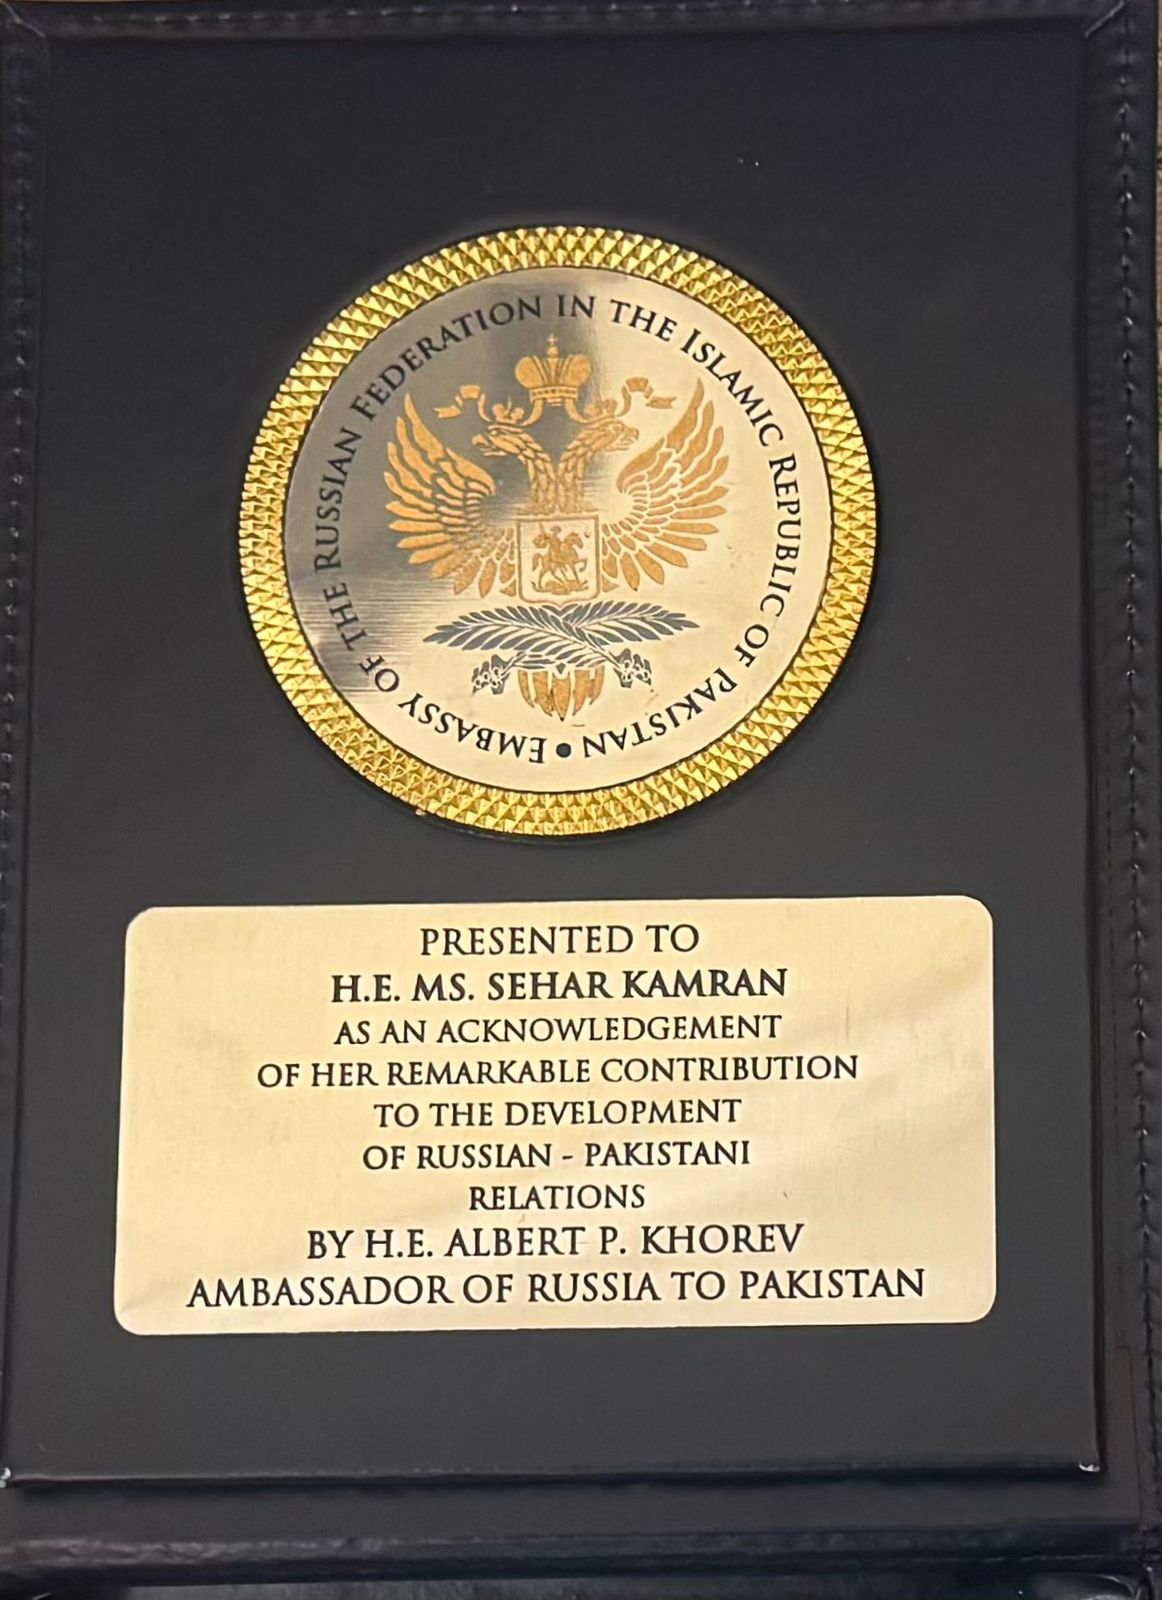 EMBASSY OF THE RUSSIAN FEDERATION IN THE ISLAMIC REPUBLIC OF PAKISTAN •
PRESENTED TO
H.E. MS. SEHAR KAMRAN
AS AN ACKNOWLEDGEMENT
OF HER REMARKABLE CONTRIBUTION
TO THE DEVELOPMENT
OF RUSSIAN - PAKISTANI
RELATIONS
BY H.E. ALBERT P. KHOREV
AMBASSADOR OF RUSSIA TO PAKISTAN